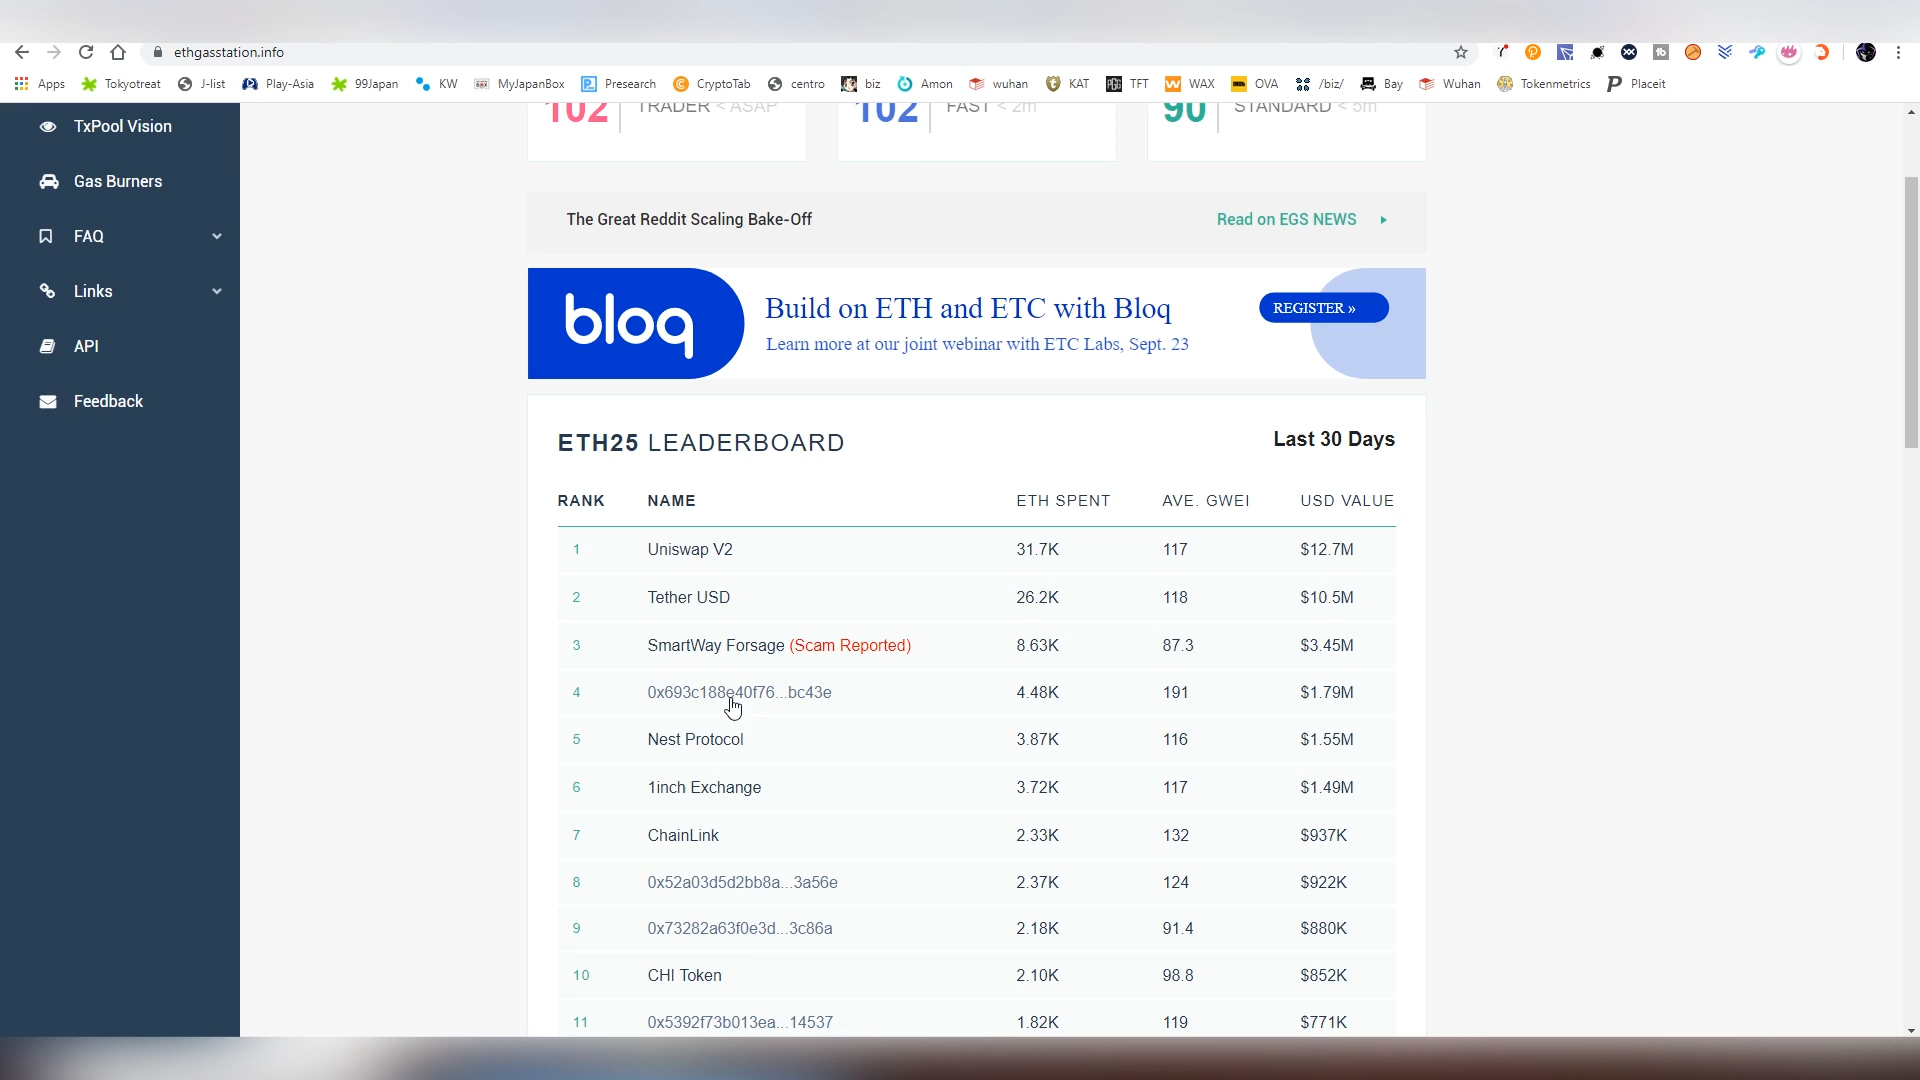 ethgasstation.info
Apps Tokyotreat J-list Play-Asia 99Japan KW MyJapanBox Presearch CryptoTab centro biz Amon wuhan KAT TFT WAX OVA /biz/ Bay Wuhan Tokenmetrics Placeit
TxPool Vision
Gas Burners
FAQ
Links
API
Feedback
102 TRADER < ASAP
102 FAST < 2m
90 STANDARD < 5m
The Great Reddit Scaling Bake-Off Read on EGS NEWS
bloq
Build on ETH and ETC with Bloq
REGISTER »
Learn more at our joint webinar with ETC Labs, Sept. 23
ETH25 LEADERBOARD Last 30 Days
RANK NAME ETH SPENT AVE. GWEI USD VALUE
1 Uniswap V2 31.7K 117 $12.7M
2 Tether USD 26.2K 118 $10.5M
3 SmartWay Forsage (Scam Reported) 8.63K 87.3 $3.45M
4 0x693c188e40f76...bc43e 4.48K 191 $1.79M
5 Nest Protocol 3.87K 116 $1.55M
6 1inch Exchange 3.72K 117 $1.49M
7 ChainLink 2.33K 132 $937K
8 0x52a03d5d2bb8a...3a56e 2.37K 124 $922K
9 0x73282a63f0e3d...3c86a 2.18K 91.4 $880K
10 CHI Token 2.10K 98.8 $852K
11 0x5392f73b013ea...14537 1.82K 119 $771K